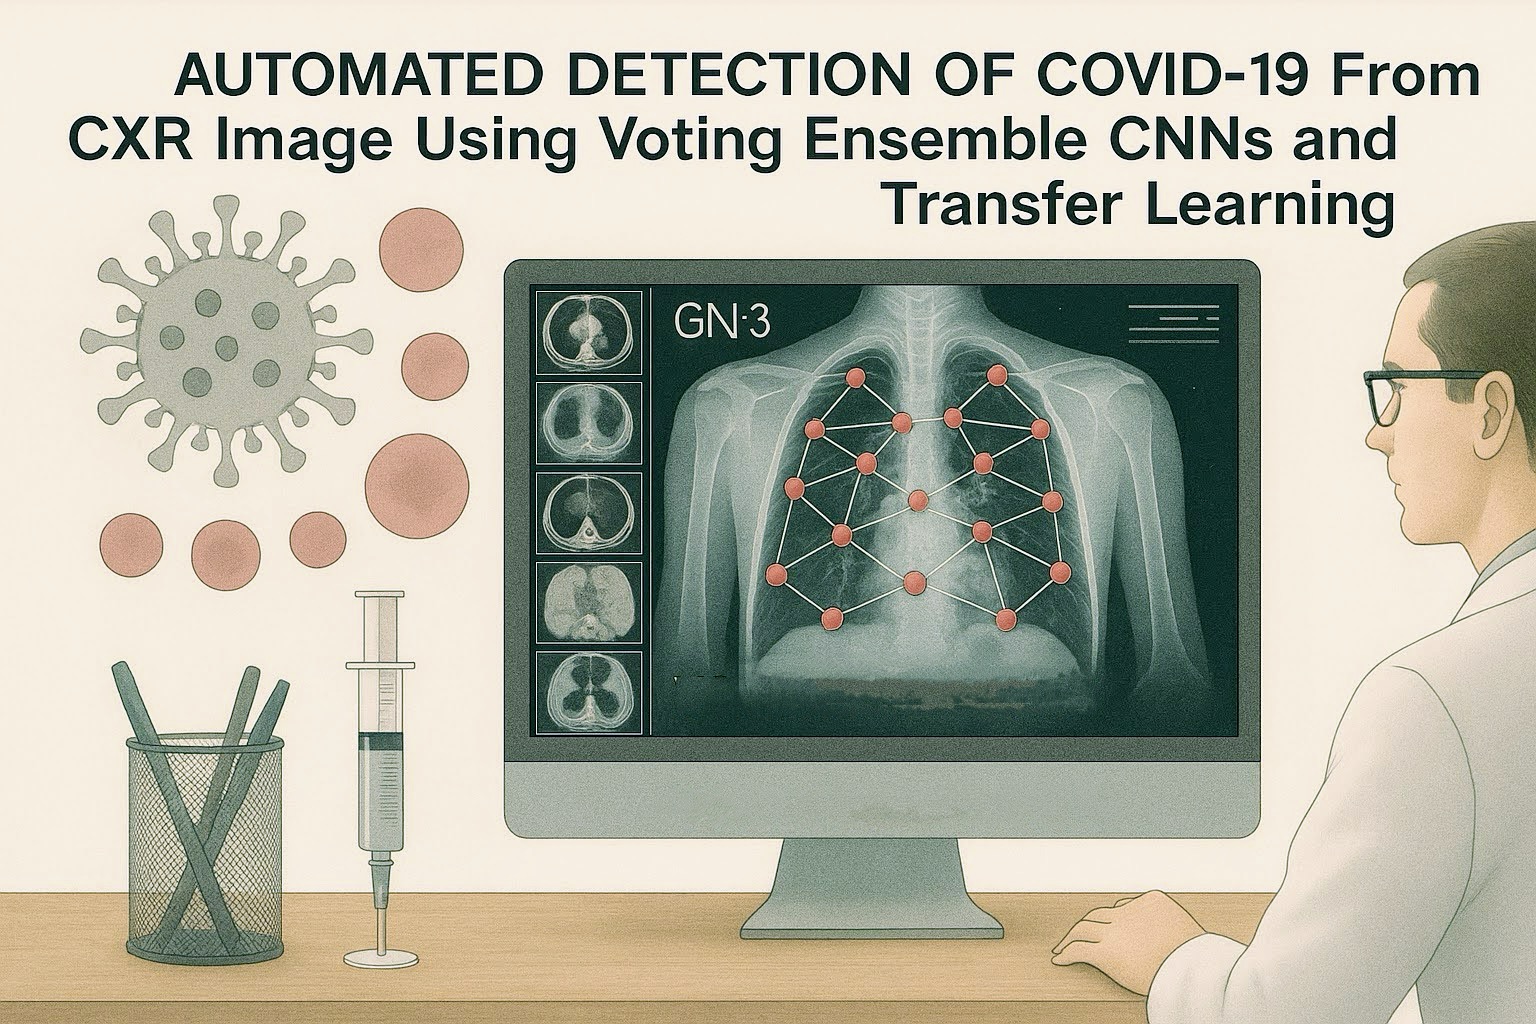 AUTOMATED DETECTION OF COVID-19 From
CXR Image Using Voting Ensemble CNNs and
Transfer Learning
GN·3